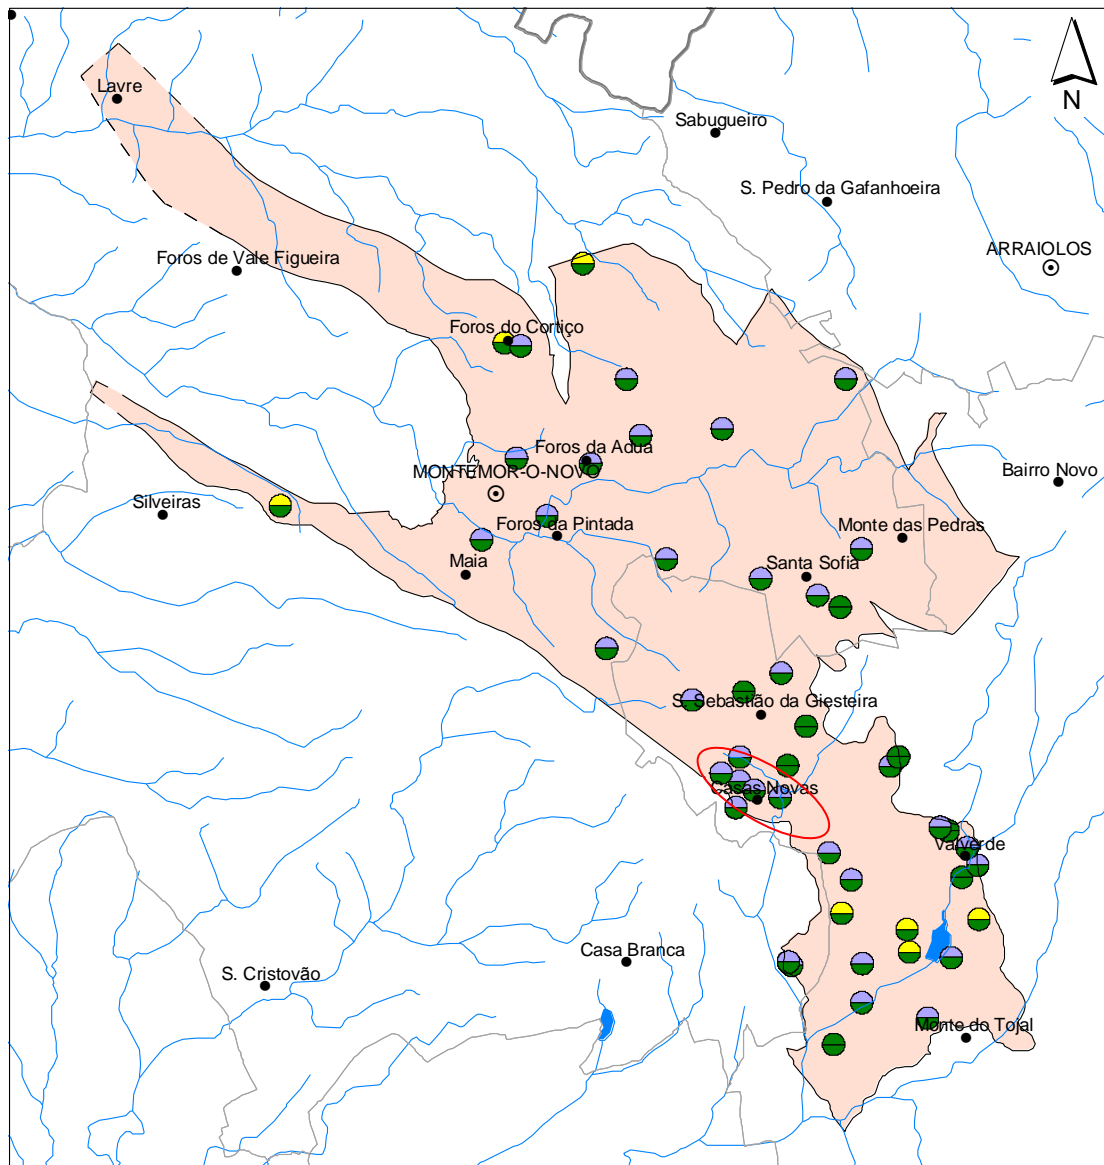 Lavre
N
Sabugueiro
S. Pedro da Gafanhoeira
ARRAIOLOS
Foros de Vale Figueira
Foros do Cortiço
Foros da Adua
MONTEMOR-O-NOVO
Bairro Novo
Silveiras
Foros da Pintada
Monte das Pedras
Maia
Santa Sofia
S. Sebastião da Giesteira
Casas Novas
Valverde
Casa Branca
S. Cristovão
Monte do Tojal